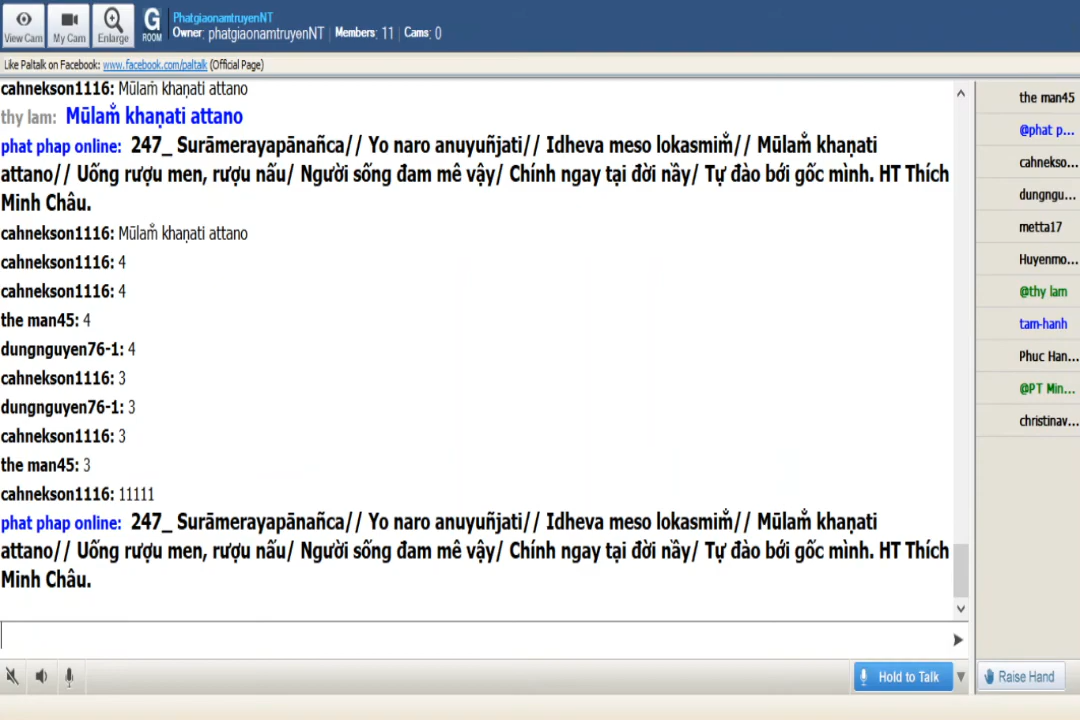 View Cam
My Cam
Enlarge
G
ROOM
PhatgiaonamtruyenNT
Owner: phatgiaonamtruyenNT | Members: 11 | Cams: 0
Like Paltalk on Facebook: www.facebook.com/paltalk (Official Page)
cahnekson1116: Mūlaṁ khaṇati attano
thy lam: Mūlaṁ̆ khaṇati attano
phat phap online: 247_ Surāmerayapānañca// Yo naro anuyuñjati// Idheva meso lokasmiṁ̆// Mūlaṁ̆ khaṇati
attano// Uống rượu men, rượu nấu/ Người sống đam mê vậy/ Chính ngay tại đời nầy/ Tự đào bới gốc mình. HT Thích
Minh Châu.
cahnekson1116: Mūlaṁ̆ khaṇati attano
cahnekson1116: 4
cahnekson1116: 4
the man45: 4
dungnguyen76-1: 4
cahnekson1116: 3
dungnguyen76-1: 3
cahnekson1116: 3
the man45: 3
cahnekson1116: 11111
phat phap online: 247_ Surāmerayapānañca// Yo naro anuyuñjati// Idheva meso lokasmiṁ̆// Mūlaṁ̆ khaṇati
attano// Uống rượu men, rượu nấu/ Người sống đam mê vậy/ Chính ngay tại đời nầy/ Tự đào bới gốc mình. HT Thích
Minh Châu.
Hold to Talk
the man45
@phat p...
cahnekso...
dungngu...
metta17
Huyenmo...
@thy lam
tam-hanh
Phuc Han...
@PT Min...
christinav...
Raise Hand